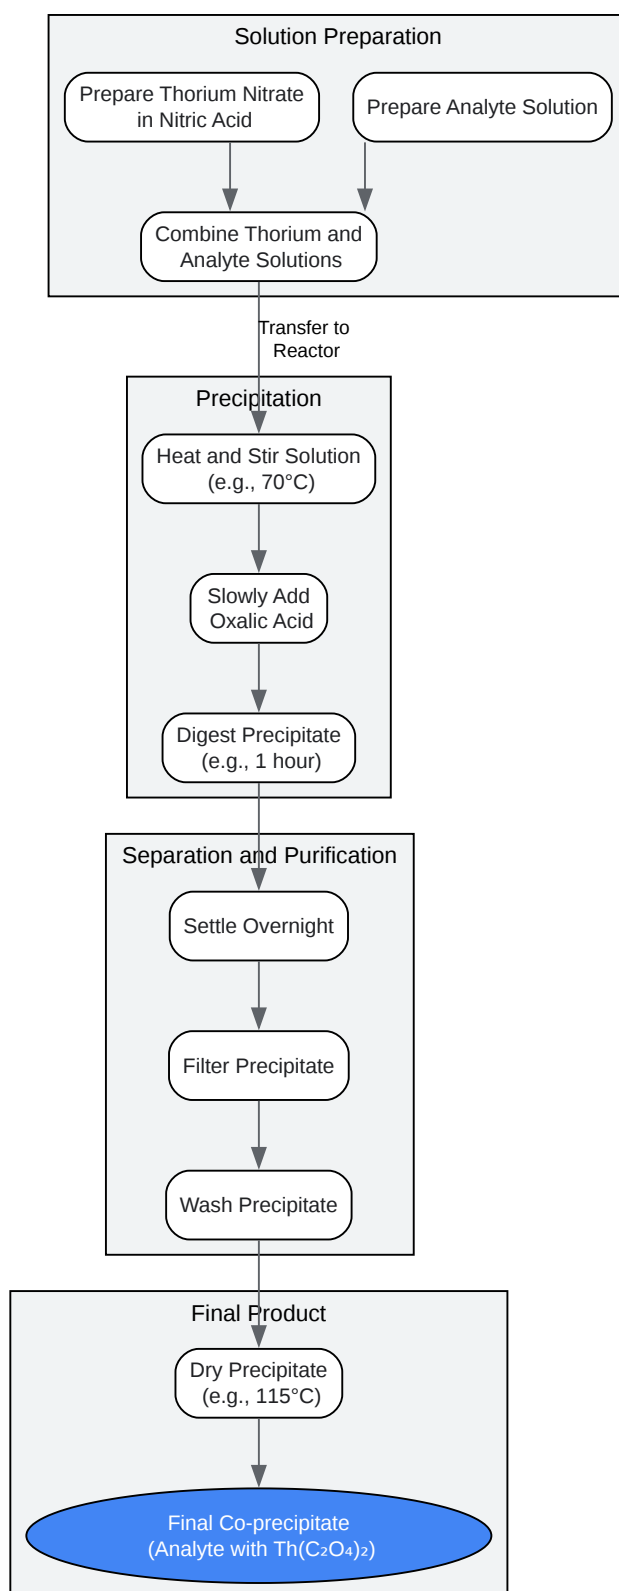 Solution Preparation
Prepare Thorium Nitrate
in Nitric Acid
Prepare Analyte Solution
Combine Thorium and
Analyte Solutions
Transfer to
Reactor
Precipitation
Heat and Stir Solution
(e.g., 70°C)
Slowly Add
Oxalic Acid
Digest Precipitate
(e.g., 1 hour)
Separation and Purification
Settle Overnight
Filter Precipitate
Wash Precipitate
Final Product
Dry Precipitate
(e.g., 115°C)
Final Co-precipitate
(Analyte with Th(C₂O₄)₂)